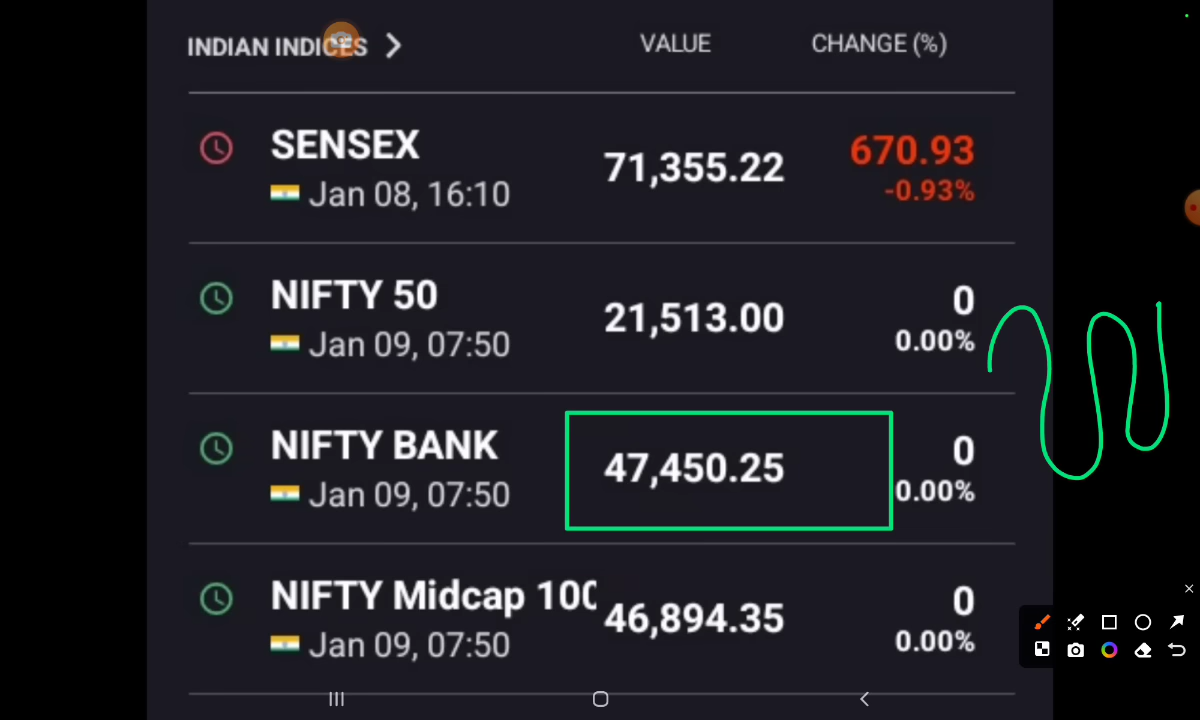 INDIAN INDICES VALUE CHANGE (%)
SENSEX 71,355.22 670.93
Jan 08, 16:10 -0.93%
NIFTY 50 21,513.00 0
Jan 09, 07:50 0.00%
NIFTY BANK 47,450.25 0
Jan 09, 07:50 0.00%
NIFTY Midcap 100 46,894.35 0
Jan 09, 07:50 0.00%